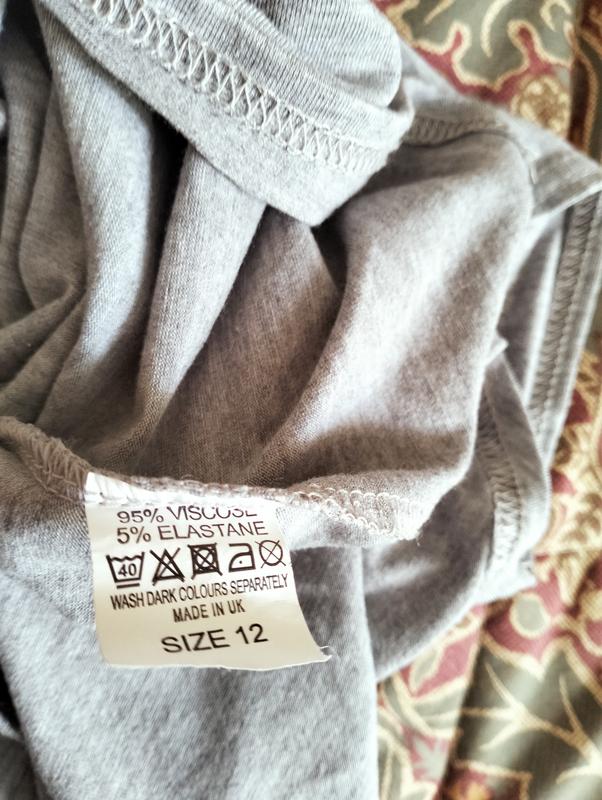 95% VISCOSE
5% ELASTANE
40
WASH DARK COLOURS SEPARATELY
MADE IN UK
SIZE 12